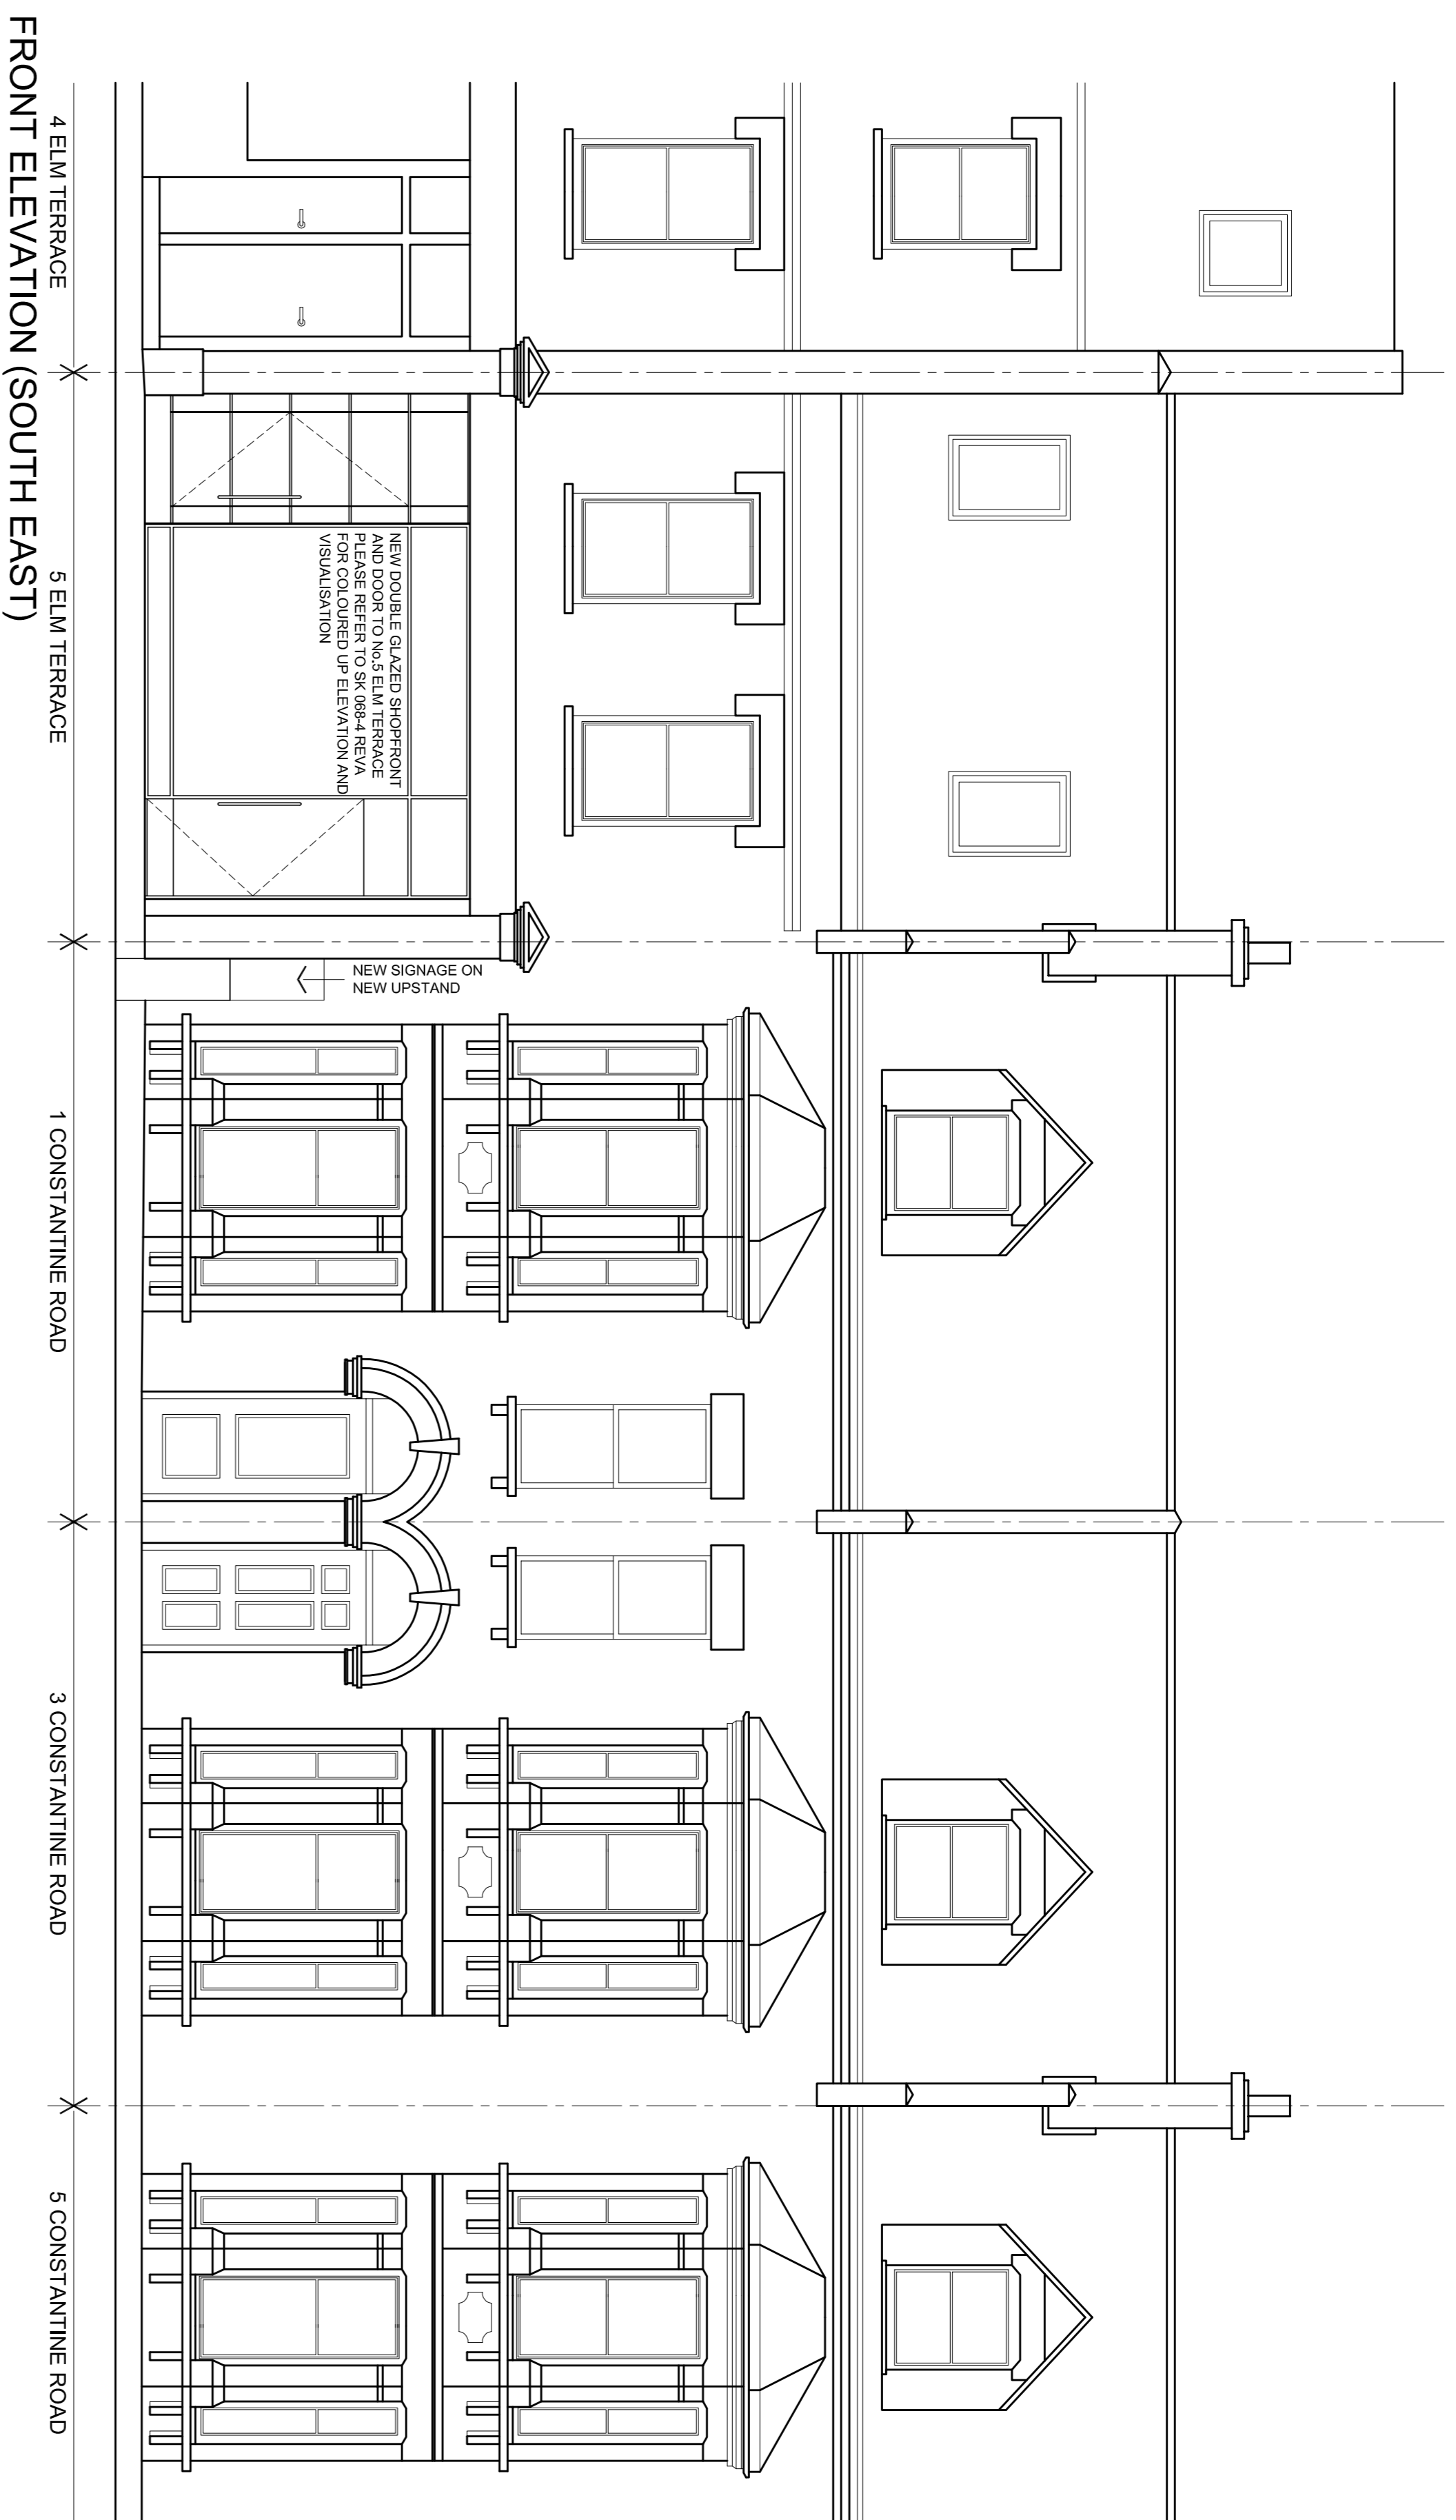 NEW DOUBLE GLAZED SHOPFRONT
AND DOOR TO No.5 ELM TERRACE
PLEASE REFER TO SK 068-4 REVA
FOR COLOURED UP ELEVATION AND
VISUALISATION
NEW SIGNAGE ON
NEW UPSTAND
4 ELM TERRACE
5 ELM TERRACE
1 CONSTANTINE ROAD
3 CONSTANTINE ROAD
5 CONSTANTINE ROAD
FRONT ELEVATION (SOUTH EAST)